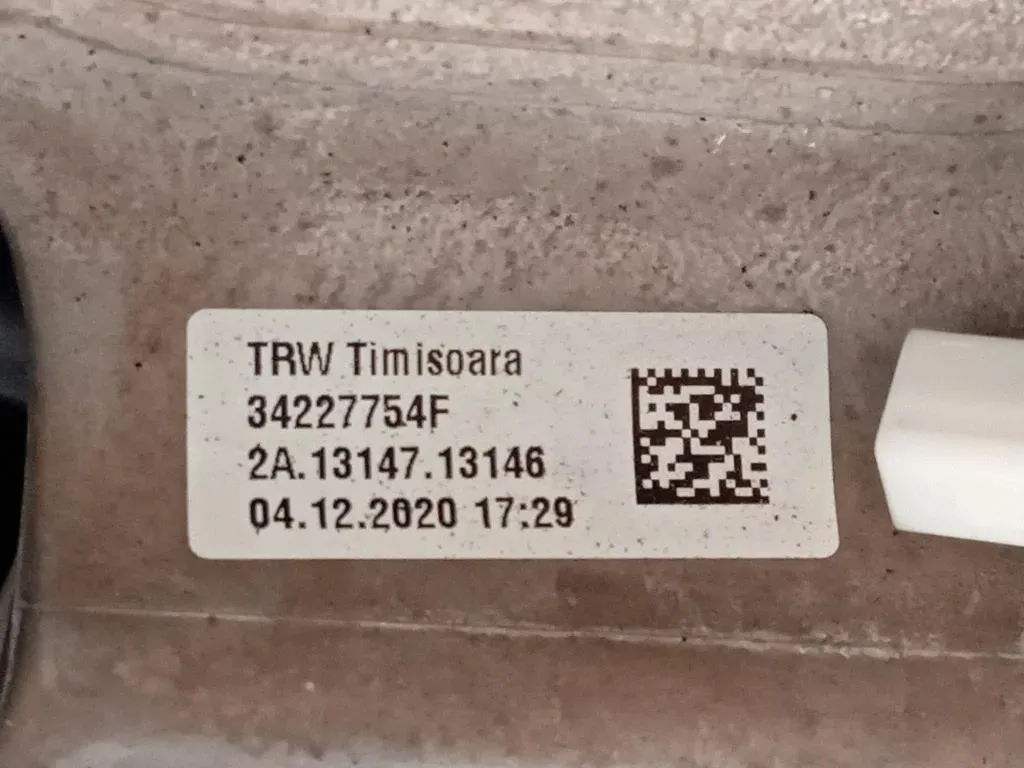 TRW Timisoara
34227754F
2A.13147.13146
04.12.2020 17:29